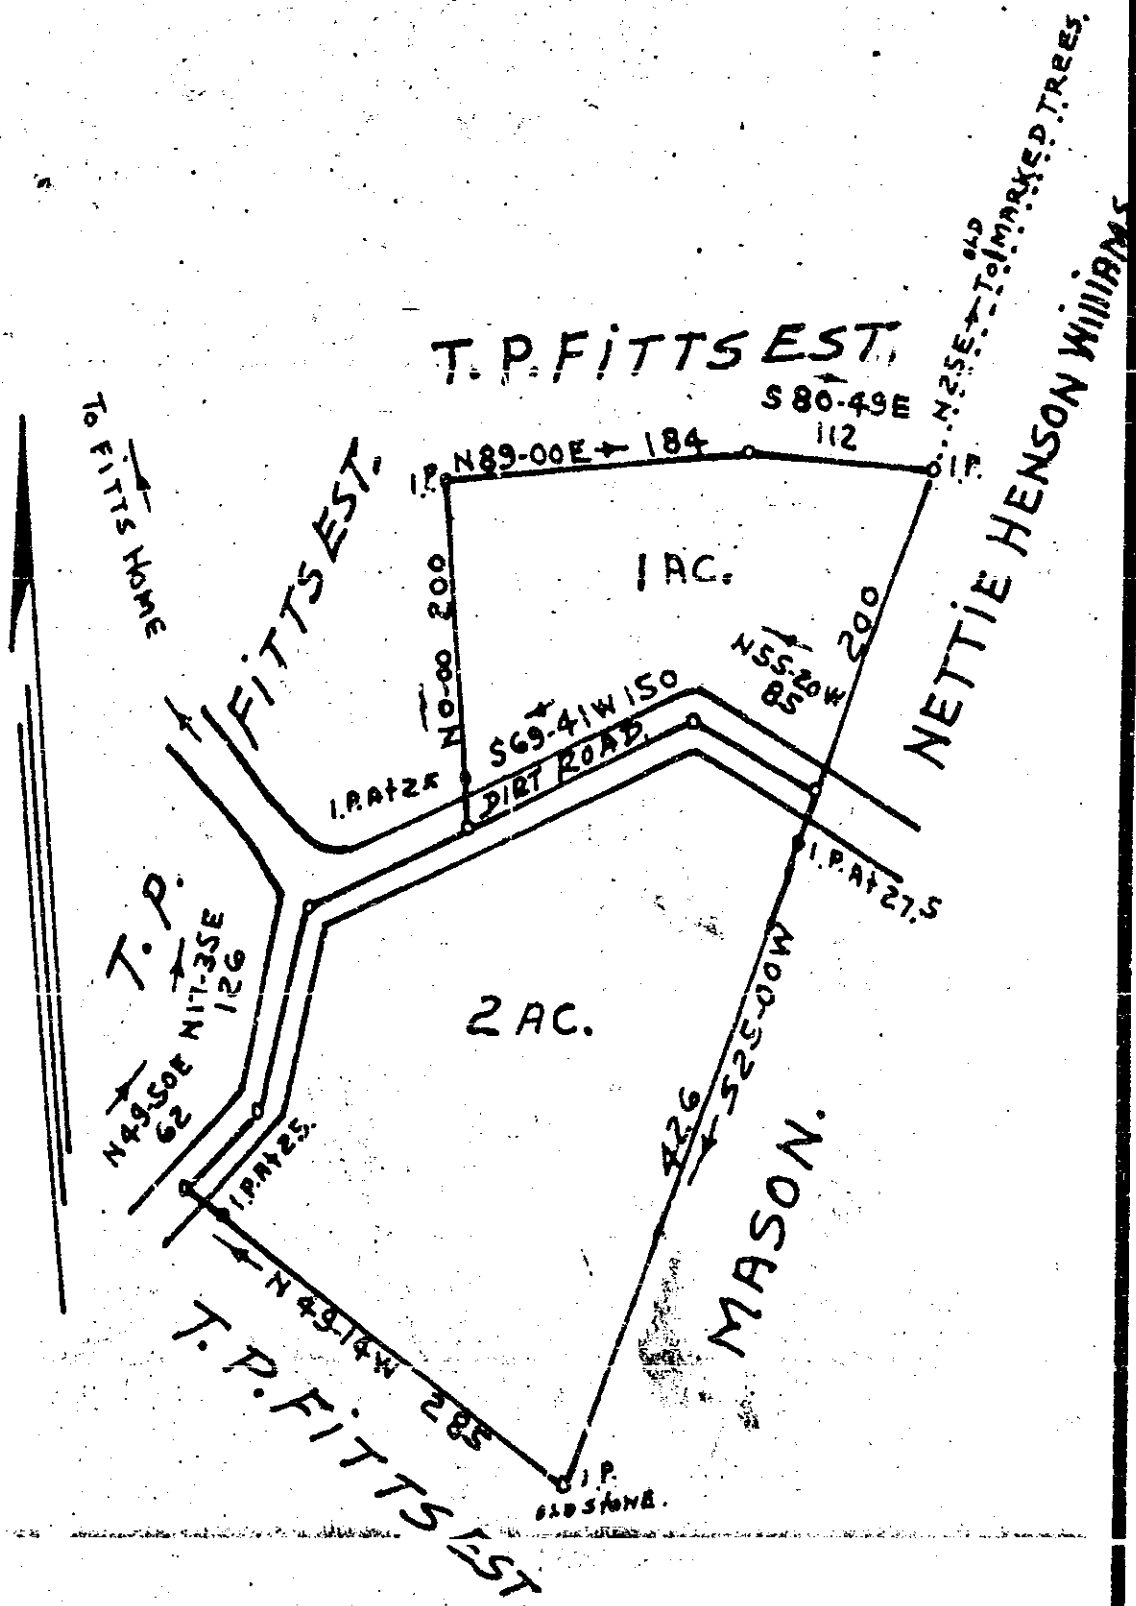 OLD
N25E TO MARKED TREES.
T.P. FiTTS EST.
S 80-49E
112
N89-00E 184
I.P.
I.P.
To FITTS HOME
FiTTS EST.
NETTiE HENSON WiLLiAMS
1 AC.
N0-00 200
200
N55-20W
85
S69-41W 150
DIRT ROAD.
I.P. At 25
I.P. At 27.5
T. P.
N17-35E
126
2 AC.
N49-50E
62
I.P. At 25.
426 S25-00W
MASON.
N 49-14W 285
T. P. FiTTS EST
I.P.
OLD STONE.